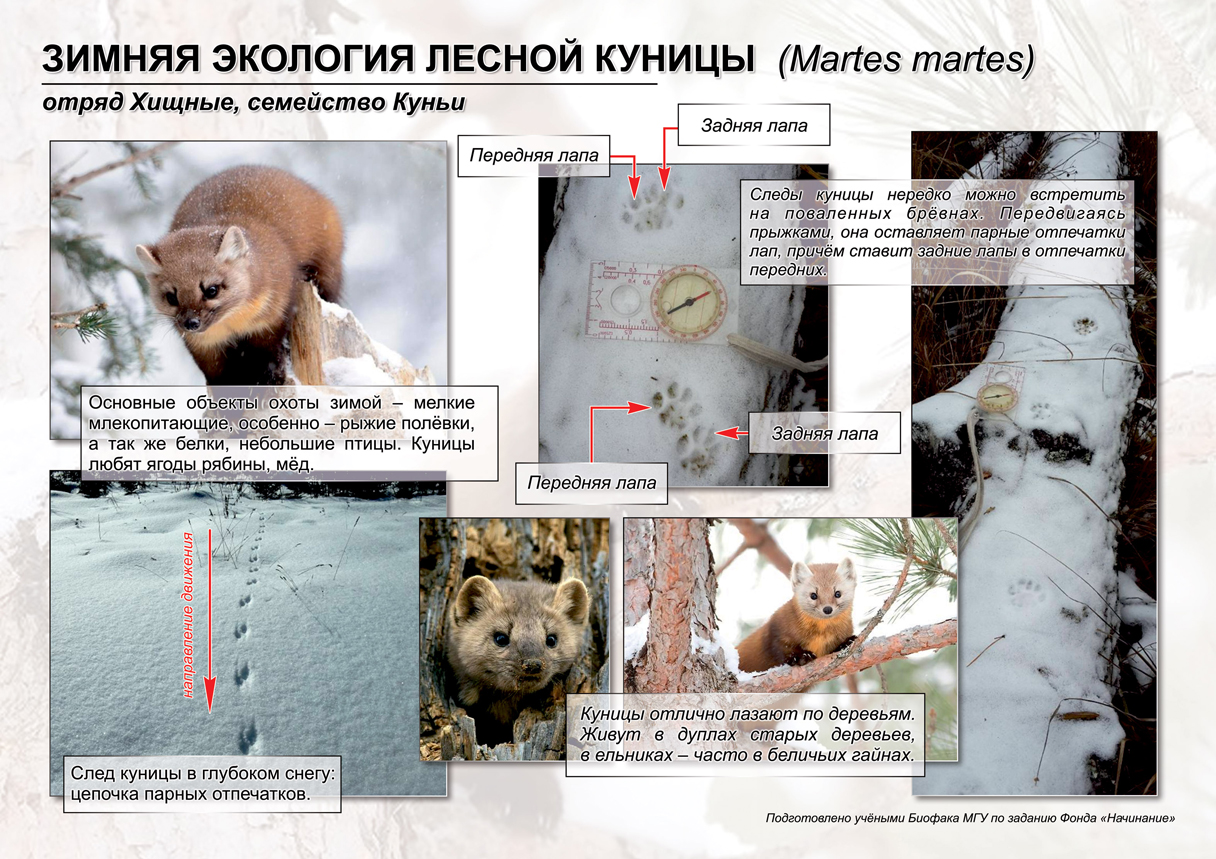 ЗИМНЯЯ ЭКОЛОГИЯ ЛЕСНОЙ КУНИЦЫ (Martes martes)
отряд Хищные, семейство Куньи
Задняя лапа
Передняя лапа
Следы куницы нередко можно встретить
на поваленных брёвнах. Передвигаясь
прыжками, она оставляет парные отпечатки
лап, причём ставит задние лапы в отпечатки
передних.
Основные объекты охоты зимой – мелкие
млекопитающие, особенно – рыжие полёвки,
а так же белки, небольшие птицы. Куницы
любят ягоды рябины, мёд.
Задняя лапа
Передняя лапа
направление движения
Куницы отлично лазают по деревьям.
Живут в дуплах старых деревьев,
в ельниках – часто в беличьих гайнах.
След куницы в глубоком снегу:
цепочка парных отпечатков.
Подготовлено учёными Биофака МГУ по заданию Фонда «Начинание»